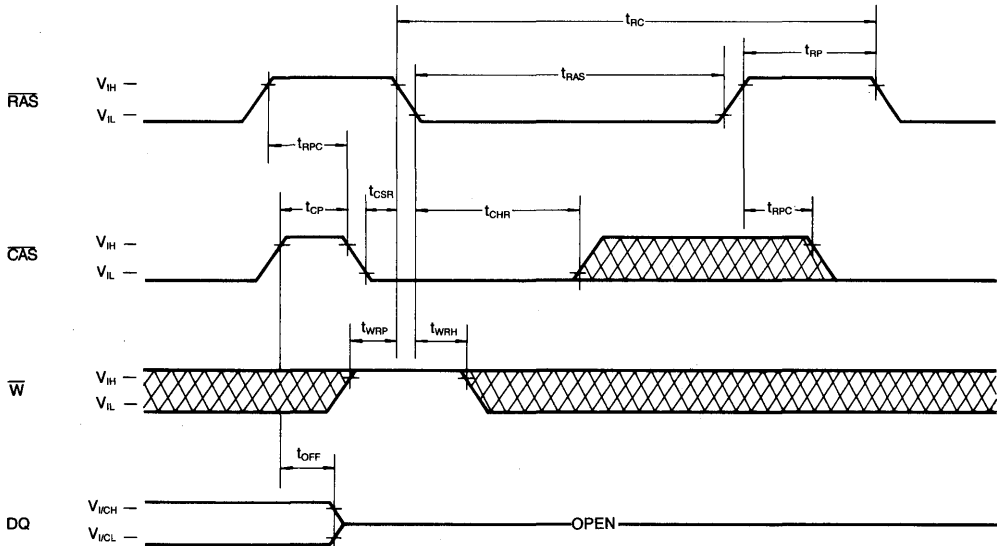 tRC
tRP
tRAS
RAS VIH
VIL
tRPC
tCSR
tCP
tCHR
tRPC
CAS VIH
VIL
tWRP
tWRH
W VIH
VIL
tOFF
VI/CH
DQ OPEN
VI/CL